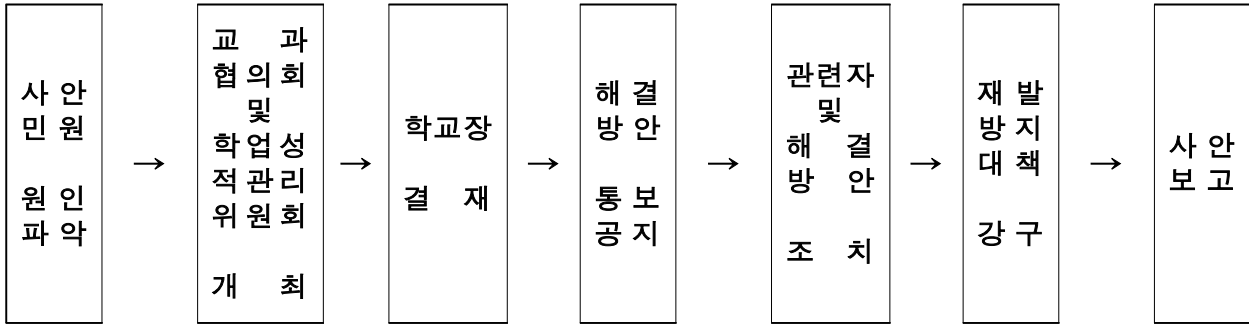 사 안
민 원
원 인
파 악
→
교 과
협 의 회
및
학 업 성
적 관 리
위 원 회
개 최
→
학교장
결 재
→
해 결
방 안
통 보
공 지
→
관련자
및
해 결
방 안
조 치
→
재 발
방 지
대 책
강 구
→
사 안
보 고